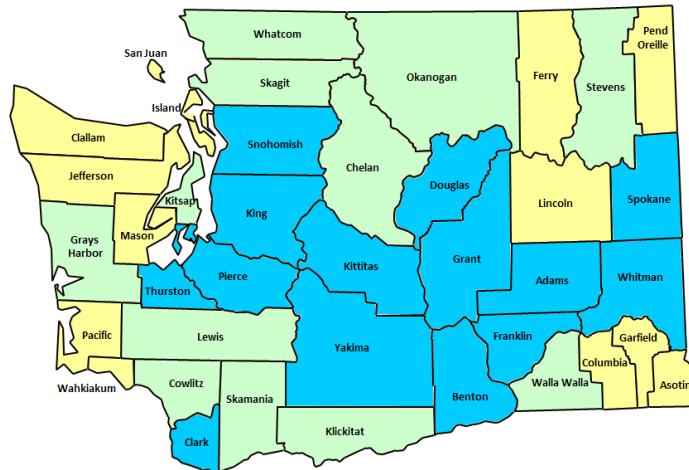 Whatcom
San Juan
Skagit
Island
Okanogan
Ferry
Stevens
Pend
Oreille
Clallam
Snohomish
Chelan
Douglas
Jefferson
Kitsap
King
Lincoln
Spokane
Grays
Harbor
Mason
Kittitas
Grant
Adams
Whitman
Thurston
Pierce
Pacific
Lewis
Yakima
Franklin
Garfield
Columbia
Wahkiakum
Cowlitz
Skamania
Benton
Walla Walla
Asotin
Clark
Klickitat